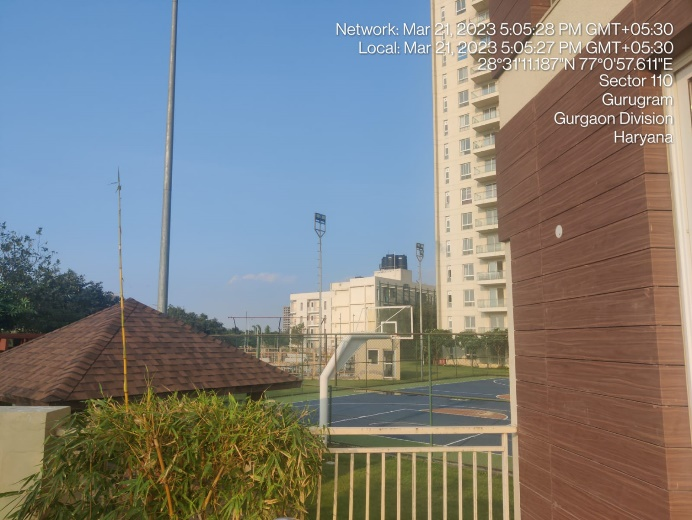 Network: Mar 21, 2023 5:05:28 PM GMT+05:30
Local: Mar 21, 2023 5:05:27 PM GMT+05:30
28°31'11.187"N 77°0'57.611"E
Sector 110
Gurugram
Gurgaon Division
Haryana